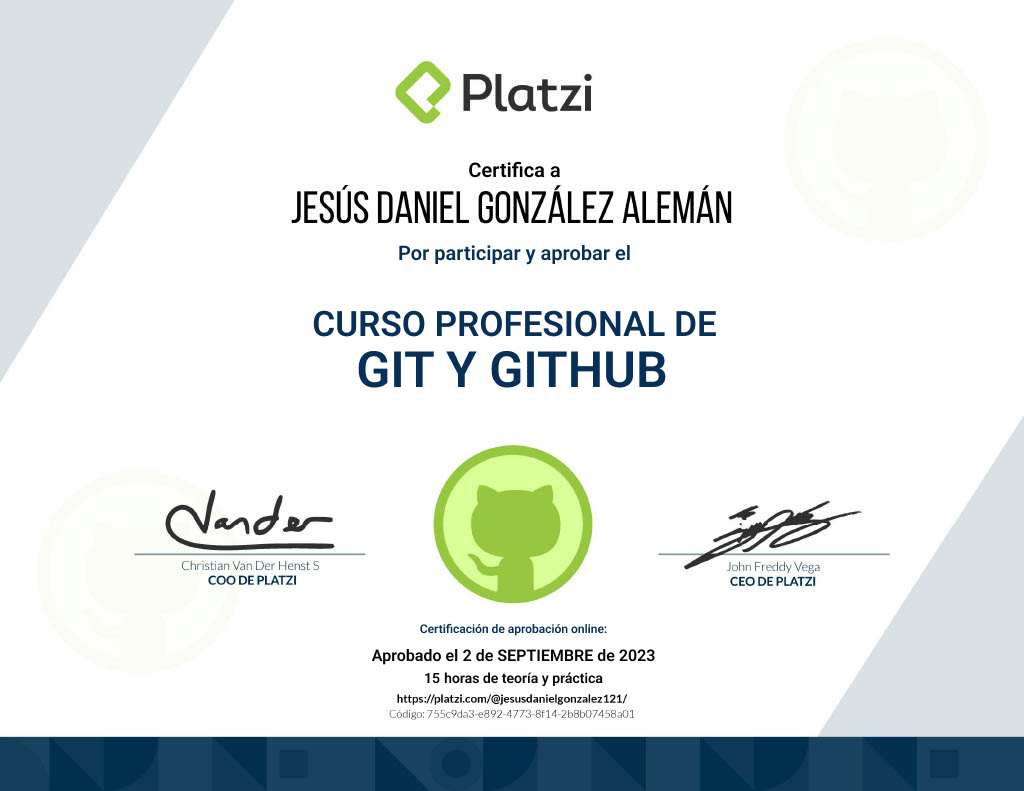 Platzi
Certifica a
JESÚS DANIEL GONZÁLEZ ALEMÁN
Por participar y aprobar el
CURSO PROFESIONAL DE
GIT Y GITHUB
Vander
Christian Van Der Henst S
COO DE PLATZI
John Freddy Vega
CEO DE PLATZI
Certificación de aprobación online:
Aprobado el 2 de SEPTIEMBRE de 2023
15 horas de teoría y práctica
https://platzi.com/@jesusdanielgonzalez121/
Código: 755c9da3-e892-4773-8f14-2b8b07458a01